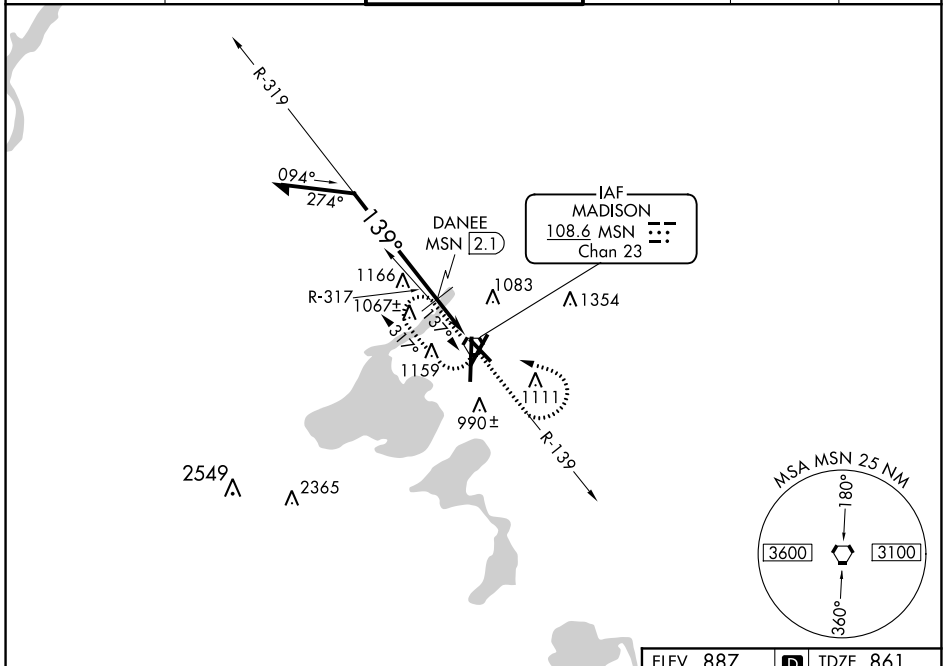 R-319
094°
274°
139°
DANEE
MSN 2.1
IAF
MADISON
108.6 MSN
Chan 23
1166
R-317
1067±
137°
317°
1159
1083
1354
1111
990±
R-139
2549
2365
MSA MSN 25 NM
180°
3600
3100
360°
ELEV 887 D TDZE 861